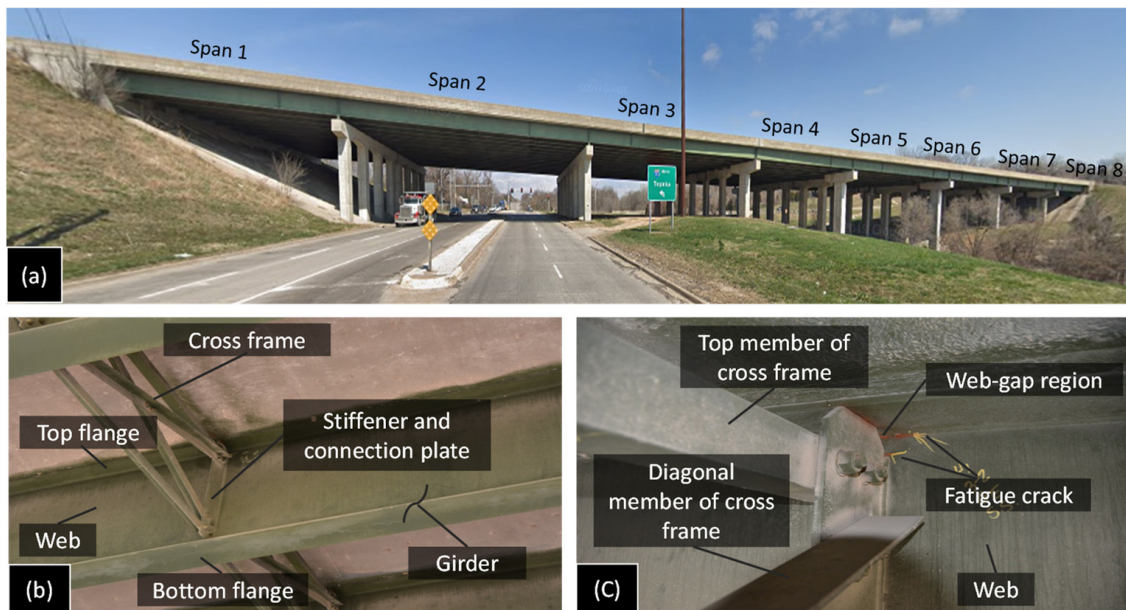 Span 1
Span 2
Span 3
Span 4
Span 5
Span 6
Span 7
Span 8
Topeka
(a)
Cross frame
Top flange
Stiffener and
connection plate
Web
Girder
Bottom flange
(b)
Top member of
cross frame
Web-gap region
Diagonal
member of cross
frame
Fatigue crack
Web
(C)